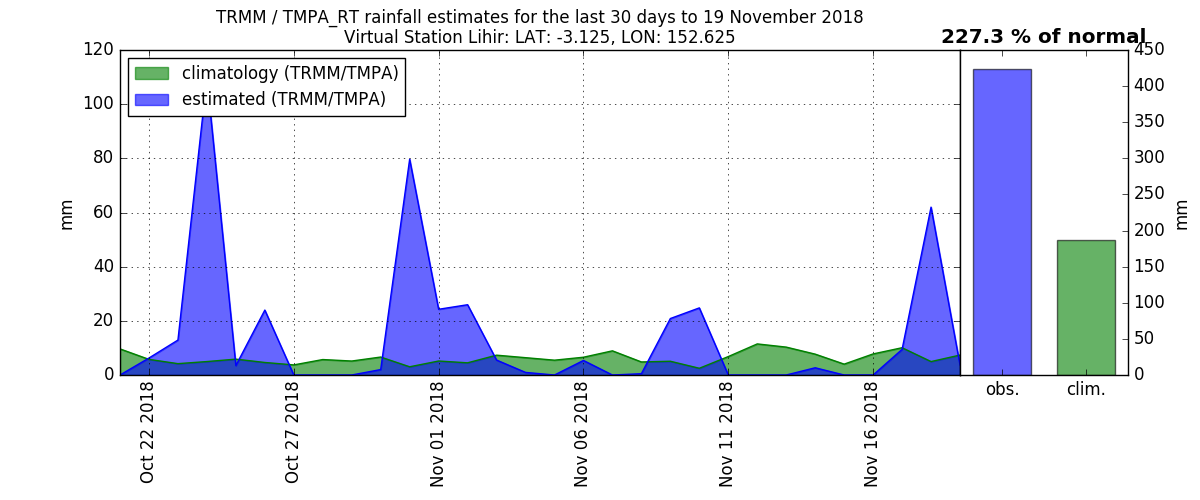 TRMM / TMPA_RT rainfall estimates for the last 30 days to 19 November 2018
Virtual Station Lihir: LAT: -3.125, LON: 152.625
227.3 % of normal
climatology (TRMM/TMPA)
estimated (TRMM/TMPA)
mm
120
100
80
60
40
20
0
Oct 22 2018
Oct 27 2018
Nov 01 2018
Nov 06 2018
Nov 11 2018
Nov 16 2018
obs.
clim.
450
400
350
300
250
200
150
100
50
0
mm